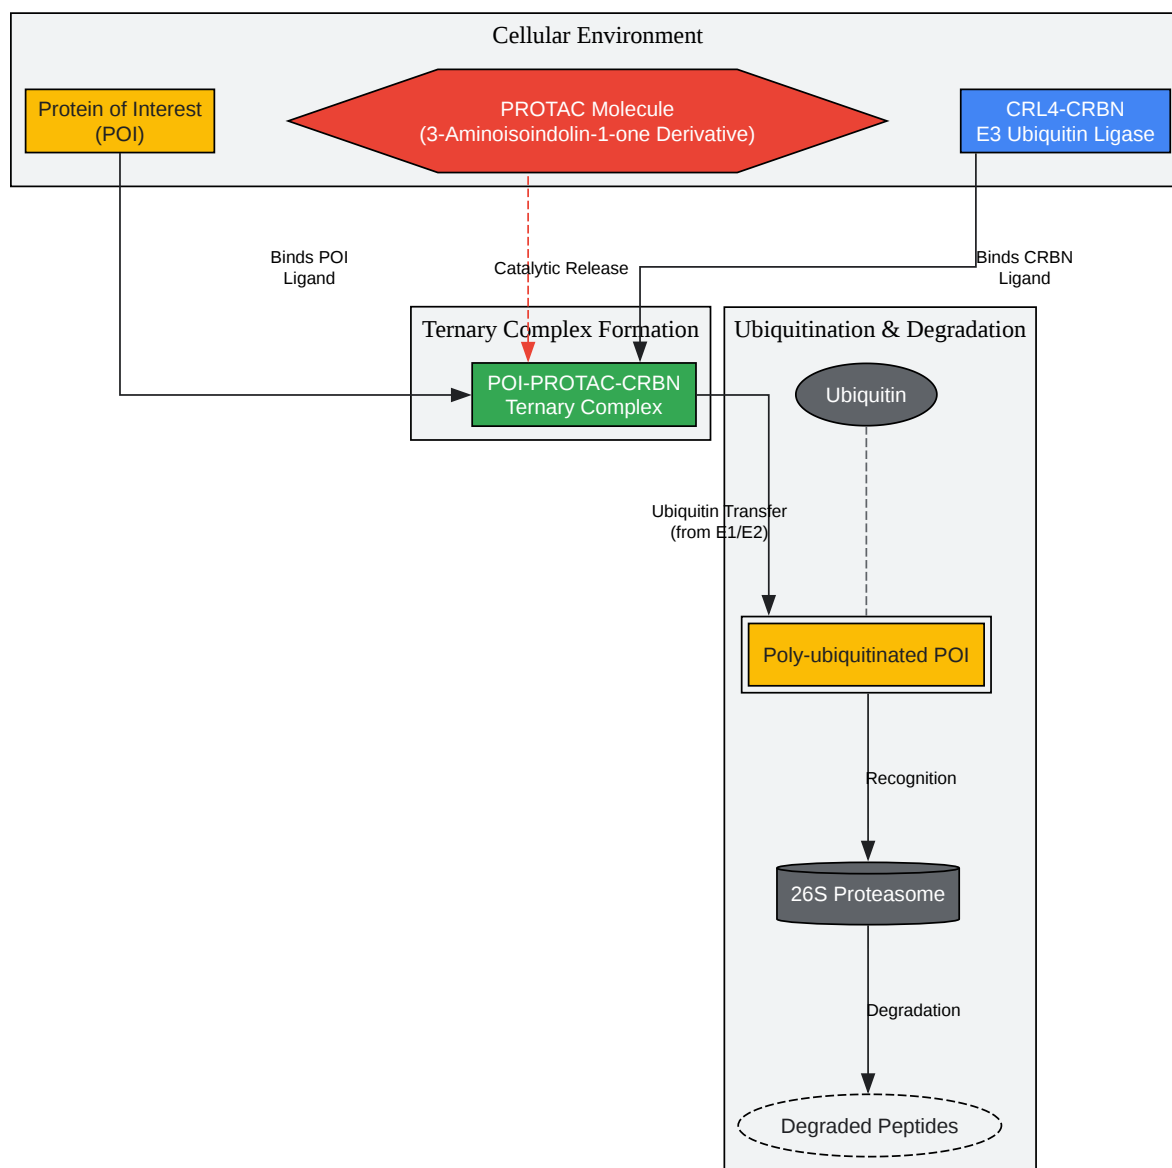 Cellular Environment
Protein of Interest
(POI)
PROTAC Molecule
(3-Aminoisoindolin-1-one Derivative)
CRL4-CRBN
E3 Ubiquitin Ligase
Binds POI
Ligand
Catalytic Release
Binds CRBN
Ligand
Ternary Complex Formation
POI-PROTAC-CRBN
Ternary Complex
Ubiquitination & Degradation
Ubiquitin
Ubiquitin Transfer
(from E1/E2)
Poly-ubiquitinated POI
Recognition
26S Proteasome
Degradation
Degraded Peptides